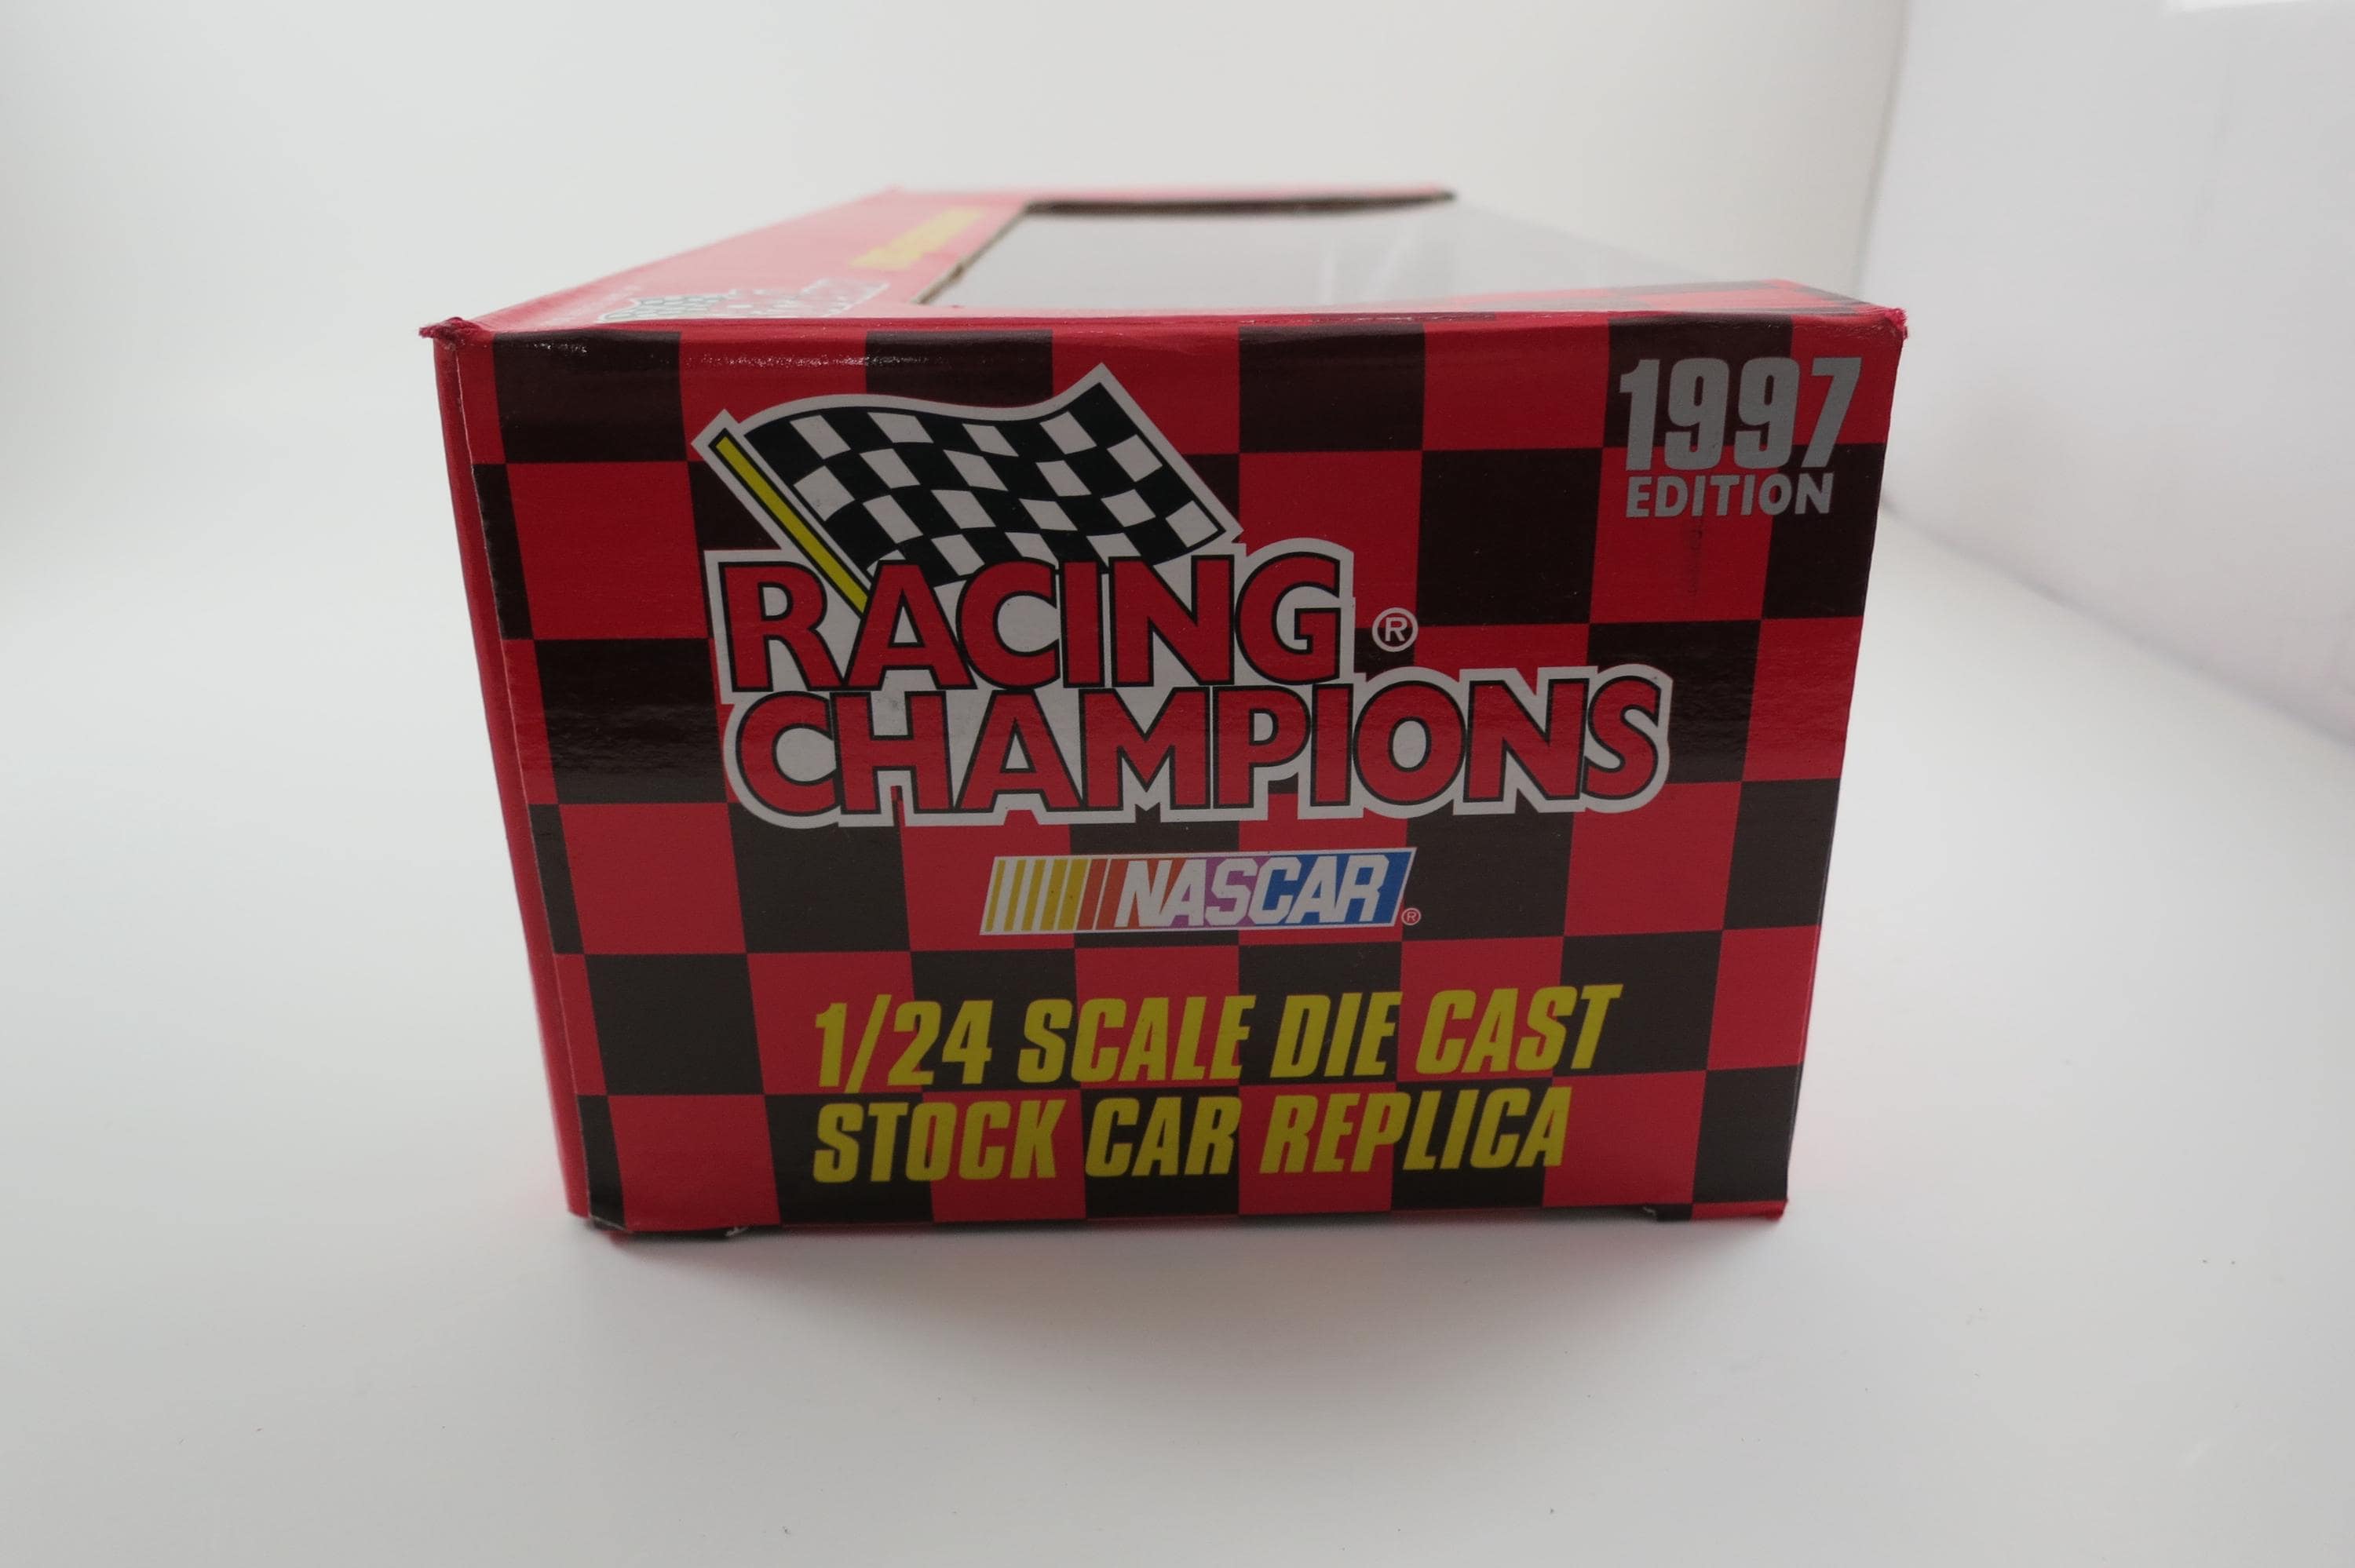 1997
EDITION
RACING ®
CHAMPIONS
NASCAR ®
1/24 SCALE DIE CAST
STOCK CAR REPLICA